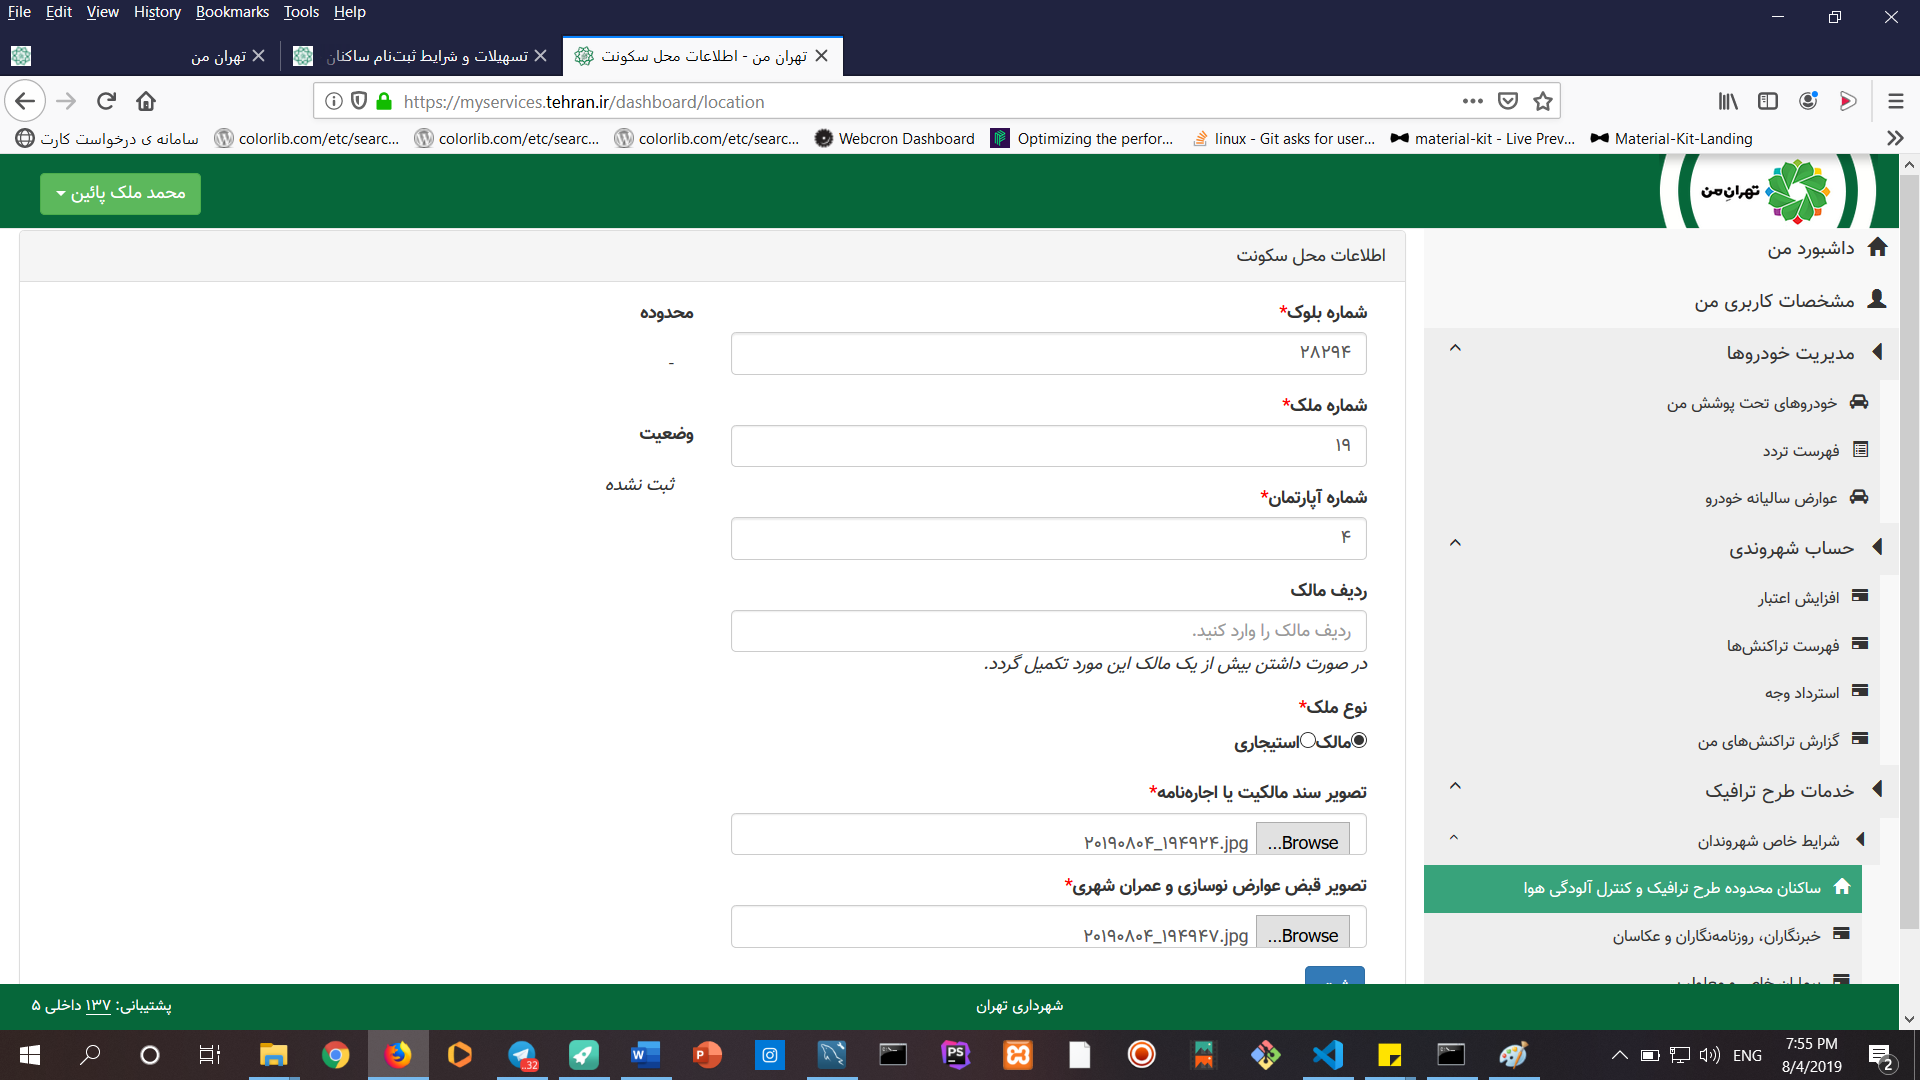 File Edit View History Bookmarks Tools Help
تهران من
تسهیلات و شرایط ثبت‌نام ساکنان
تهران من - اطلاعات محل سکونت
https://myservices.tehran.ir/dashboard/location
سامانه ی درخواست کارت
colorlib.com/etc/searc...
colorlib.com/etc/searc...
colorlib.com/etc/searc...
Webcron Dashboard
Optimizing the perfor...
linux - Git asks for user...
material-kit - Live Prev...
Material-Kit-Landing
تهران من
محمد ملک پائین
داشبورد من
مشخصات کاربری من
مدیریت خودروها
خودروهای تحت پوشش من
فهرست تردد
عوارض سالیانه خودرو
حساب شهروندی
افزایش اعتبار
فهرست تراکنش‌ها
استرداد وجه
گزارش تراکنش‌های من
خدمات طرح ترافیک
شرایط خاص شهروندان
ساکنان محدوده طرح ترافیک و کنترل آلودگی هوا
خبرنگاران، روزنامه‌نگاران و عکاسان
اطلاعات محل سکونت
شماره بلوک*
۲۸۲۹۴
شماره ملک*
۱۹
شماره آپارتمان*
۴
ردیف مالک
ردیف مالک را وارد کنید.
در صورت داشتن بیش از یک مالک این مورد تکمیل گردد.
نوع ملک*
مالک استیجاری
تصویر سند مالکیت یا اجاره‌نامه*
Browse... ۲۰۱۹۰۸۰۴_۱۹۴۹۲۴.jpg
تصویر قبض عوارض نوسازی و عمران شهری*
Browse... ۲۰۱۹۰۸۰۴_۱۹۴۹۴۷.jpg
محدوده
-
وضعیت
ثبت نشده
شهرداری تهران
پشتیبانی: ۱۳۷ داخلی ۵
32
ENG
7:55 PM
8/4/2019
2